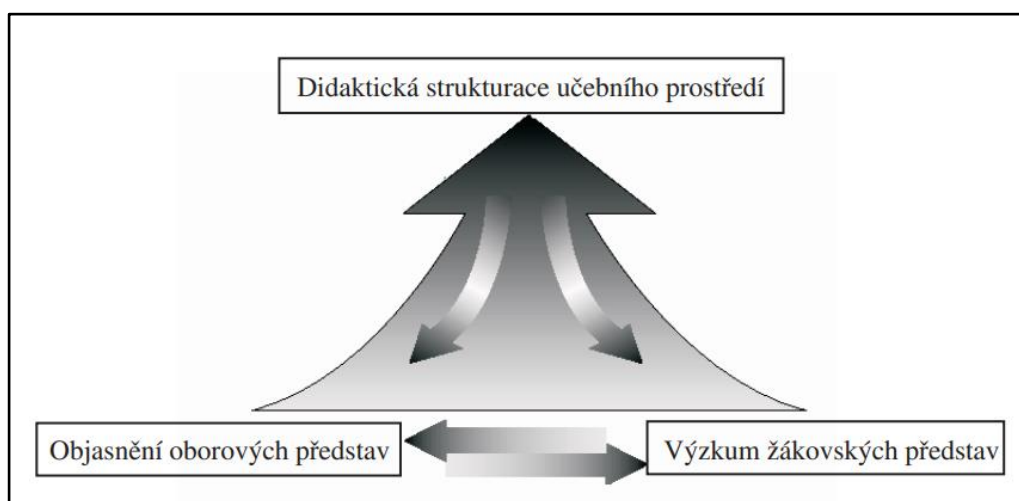 Didaktická strukturace učebního prostředí
Objasnění oborových představ
Výzkum žákovských představ